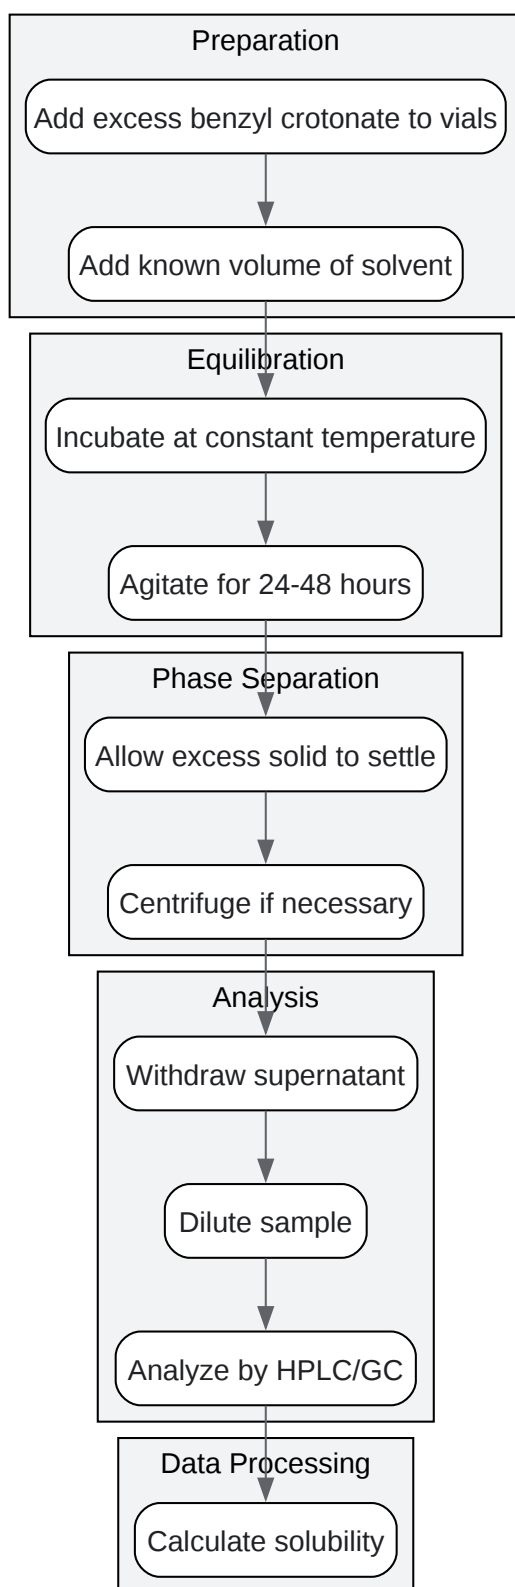 Preparation
Add excess benzyl crotonate to vials
Add known volume of solvent
Equilibration
Incubate at constant temperature
Agitate for 24-48 hours
Phase Separation
Allow excess solid to settle
Centrifuge if necessary
Analysis
Withdraw supernatant
Dilute sample
Analyze by HPLC/GC
Data Processing
Calculate solubility